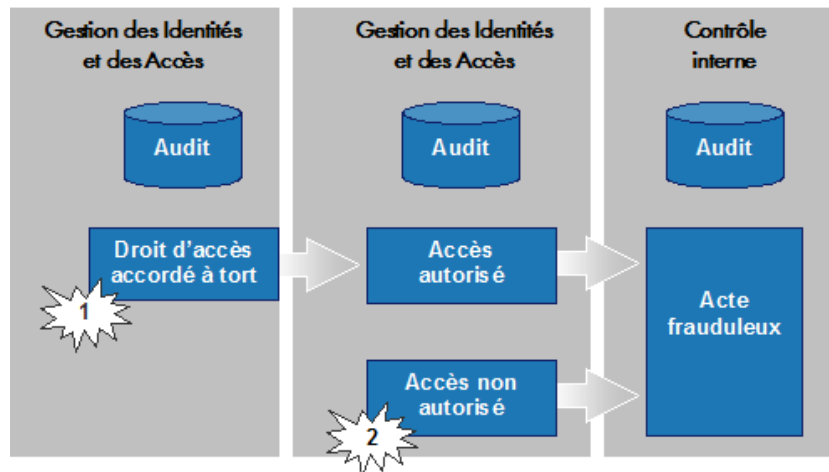 Gestion des Identités
et des Accès
Audit
Droit d'accès
accordé à tort
1
Gestion des Identités
et des Accès
Audit
Accès
autorisé
Accès non
autorisé
2
Contrôle
interne
Audit
Acte
frauduleux